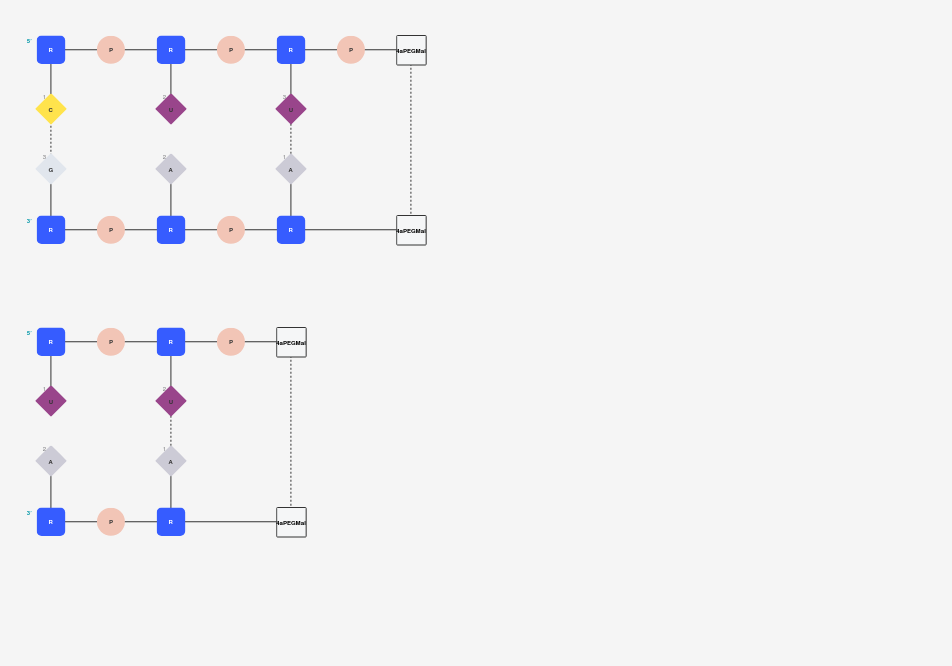 5' R P R P R P 4aPEGMal
1 C 2 U 3 U
3 G 2 A 1 A
3' R P R P R 4aPEGMal
5' R P R P 4aPEGMal
1 U 2 U
2 A 1 A
3' R P R 4aPEGMal